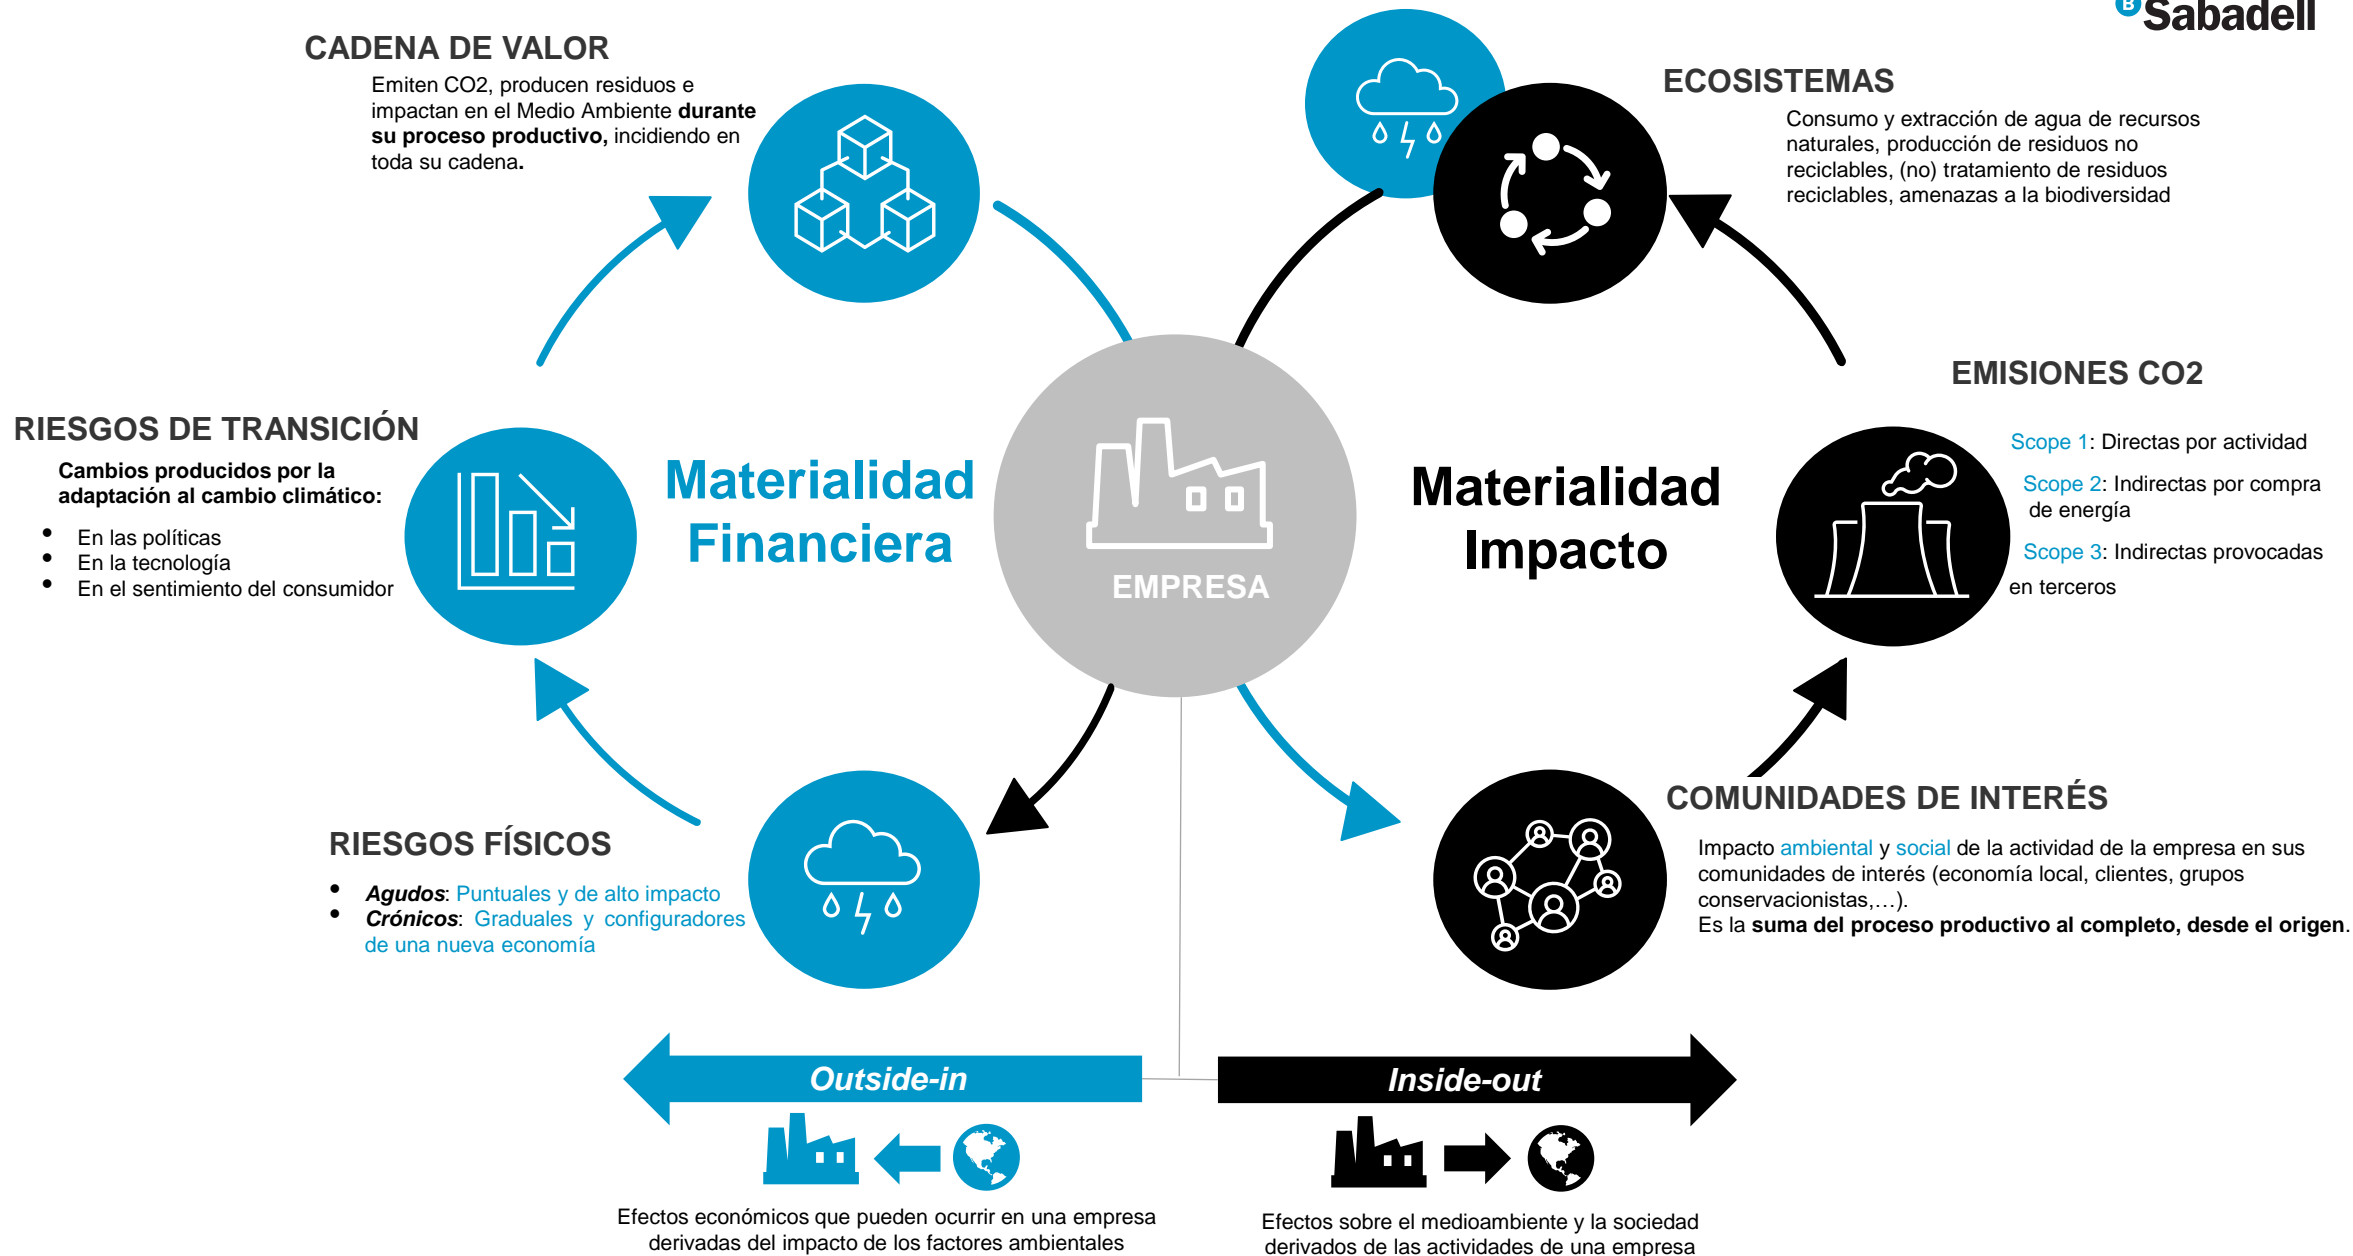 B Sabadell
CADENA DE VALOR
Emiten CO2, producen residuos e
impactan en el Medio Ambiente durante
su proceso productivo, incidiendo en
toda su cadena.
ECOSISTEMAS
Consumo y extracción de agua de recursos
naturales, producción de residuos no
reciclables, (no) tratamiento de residuos
reciclables, amenazas a la biodiversidad
RIESGOS DE TRANSICIÓN
Cambios producidos por la
adaptación al cambio climático:
• En las políticas
• En la tecnología
• En el sentimiento del consumidor
Materialidad
Financiera
EMPRESA
Materialidad
Impacto
EMISIONES CO2
Scope 1: Directas por actividad
Scope 2: Indirectas por compra
de energía
Scope 3: Indirectas provocadas
en terceros
RIESGOS FÍSICOS
• Agudos: Puntuales y de alto impacto
• Crónicos: Graduales y configuradores
de una nueva economía
COMUNIDADES DE INTERÉS
Impacto ambiental y social de la actividad de la empresa en sus
comunidades de interés (economía local, clientes, grupos
conservacionistas,…).
Es la suma del proceso productivo al completo, desde el origen.
Outside-in
Efectos económicos que pueden ocurrir en una empresa
derivadas del impacto de los factores ambientales
Inside-out
Efectos sobre el medioambiente y la sociedad
derivados de las actividades de una empresa